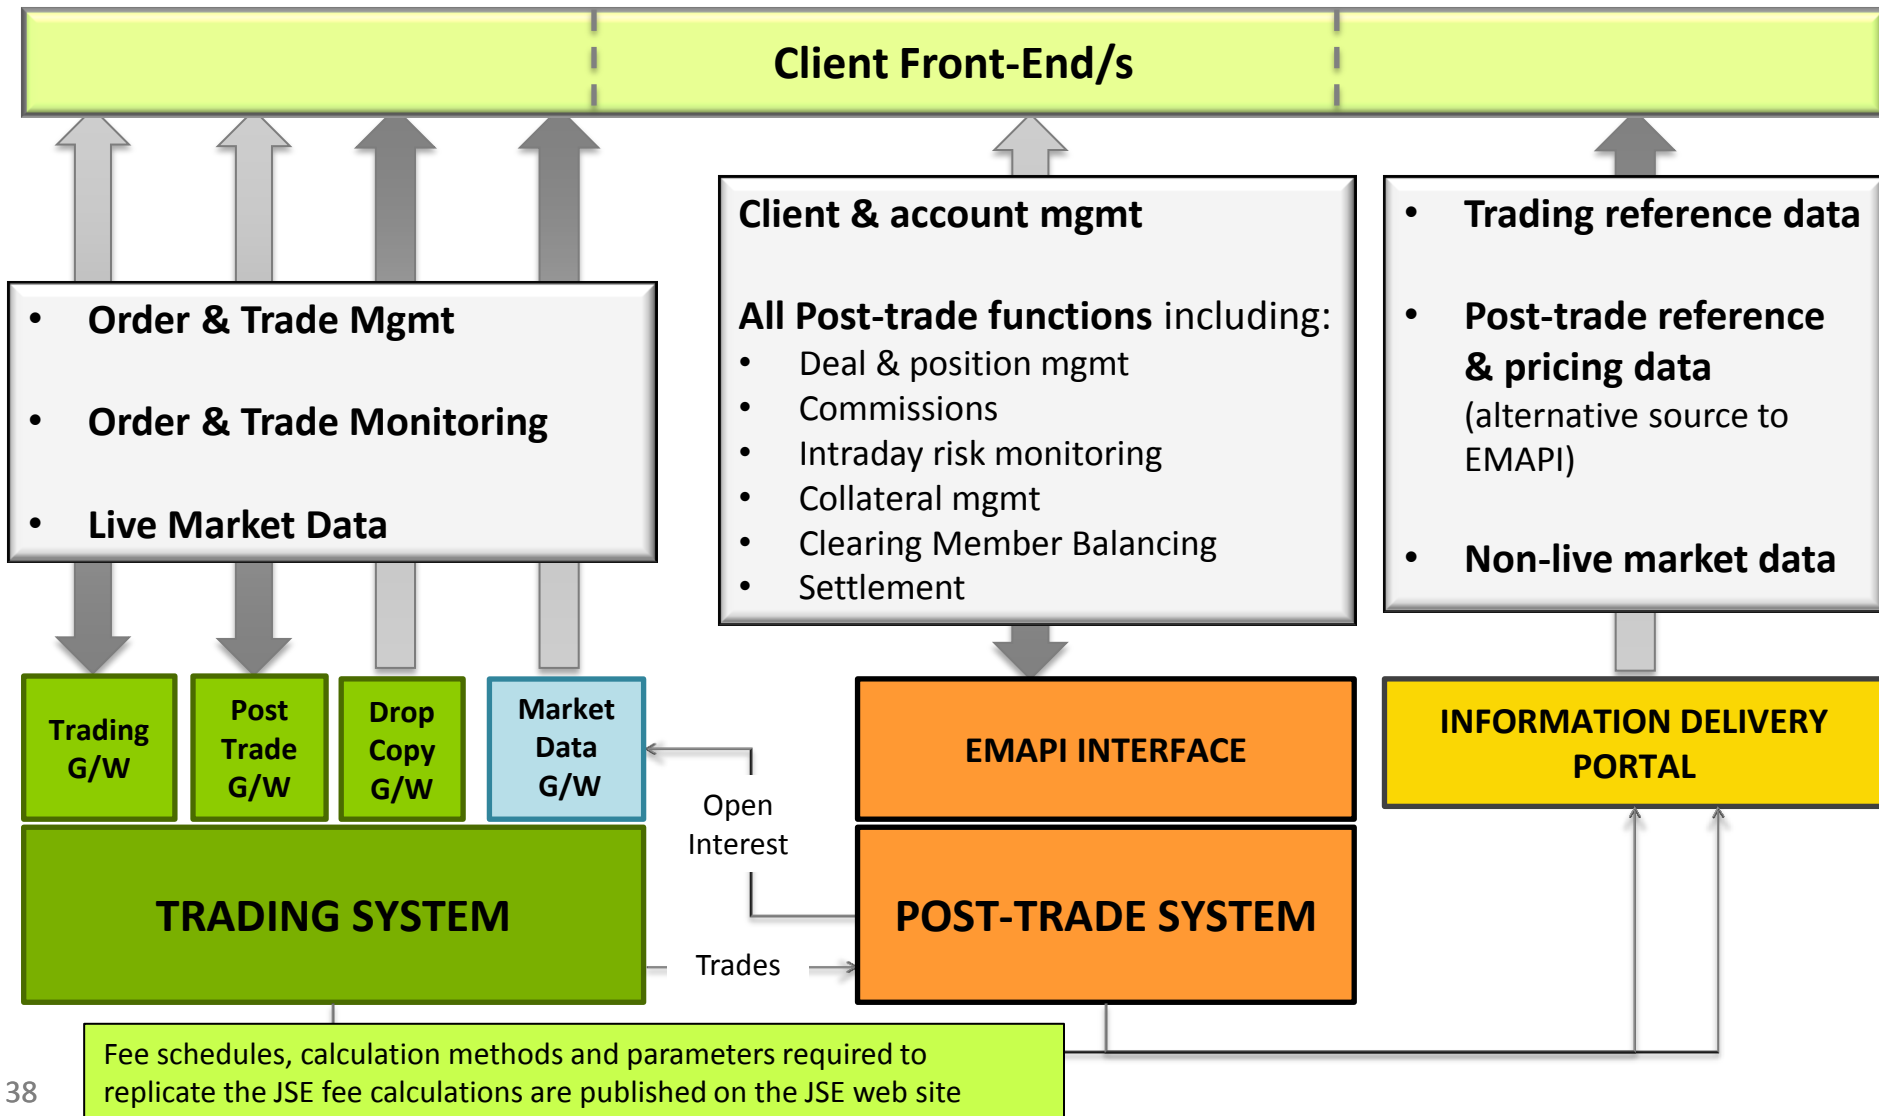 Client Front-End/s
• Order & Trade Mgmt
• Order & Trade Monitoring
• Live Market Data
Client & account mgmt
All Post-trade functions including:
• Deal & position mgmt
• Commissions
• Intraday risk monitoring
• Collateral mgmt
• Clearing Member Balancing
• Settlement
• Trading reference data
• Post-trade reference
& pricing data
(alternative source to
EMAPI)
• Non-live market data
Trading
G/W
Post
Trade
G/W
Drop
Copy
G/W
Market
Data
G/W
Open
Interest
EMAPI INTERFACE
INFORMATION DELIVERY
PORTAL
TRADING SYSTEM
Trades
POST-TRADE SYSTEM
Fee schedules, calculation methods and parameters required to
replicate the JSE fee calculations are published on the JSE web site
38